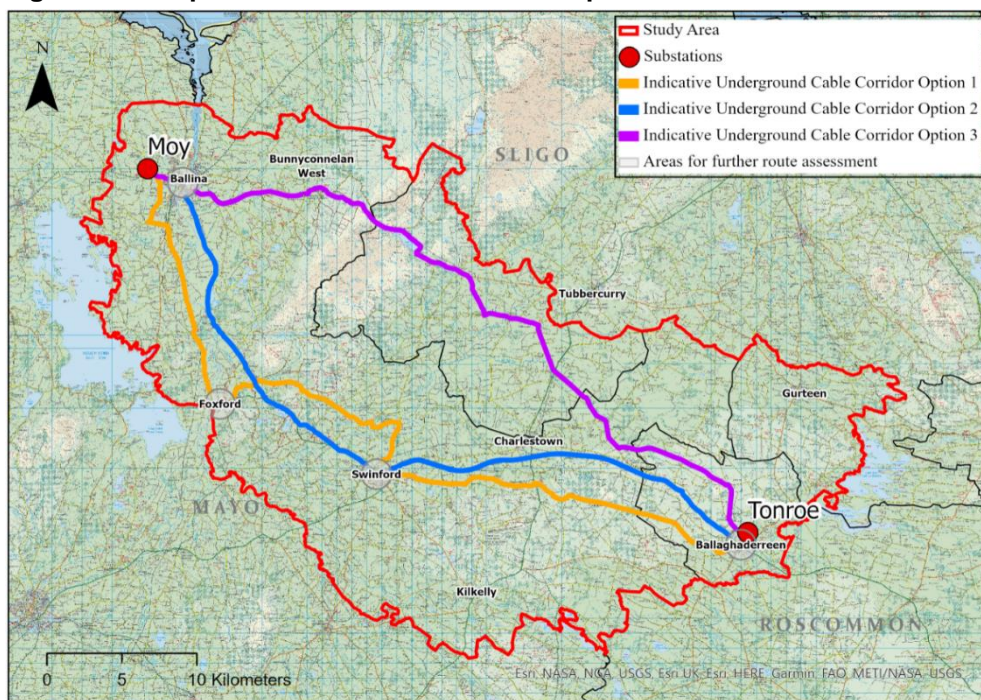 N
Study Area
Substations
Indicative Underground Cable Corridor Option 1
Indicative Underground Cable Corridor Option 2
Indicative Underground Cable Corridor Option 3
Areas for further route assessment
Moy
Ballina
Bunnyconnelan
West
SLIGO
Tubbercurry
Gurteen
Foxford
Charlestown
Swinford
MAYO
Tonroe
Ballaghaderreen
Kilkelly
ROSCOMMON
0 5 10 Kilometers
Esri, NASA, NGA, USGS, Esri UK, Esri, HERE, Garmin, FAO, METI/NASA, USGS